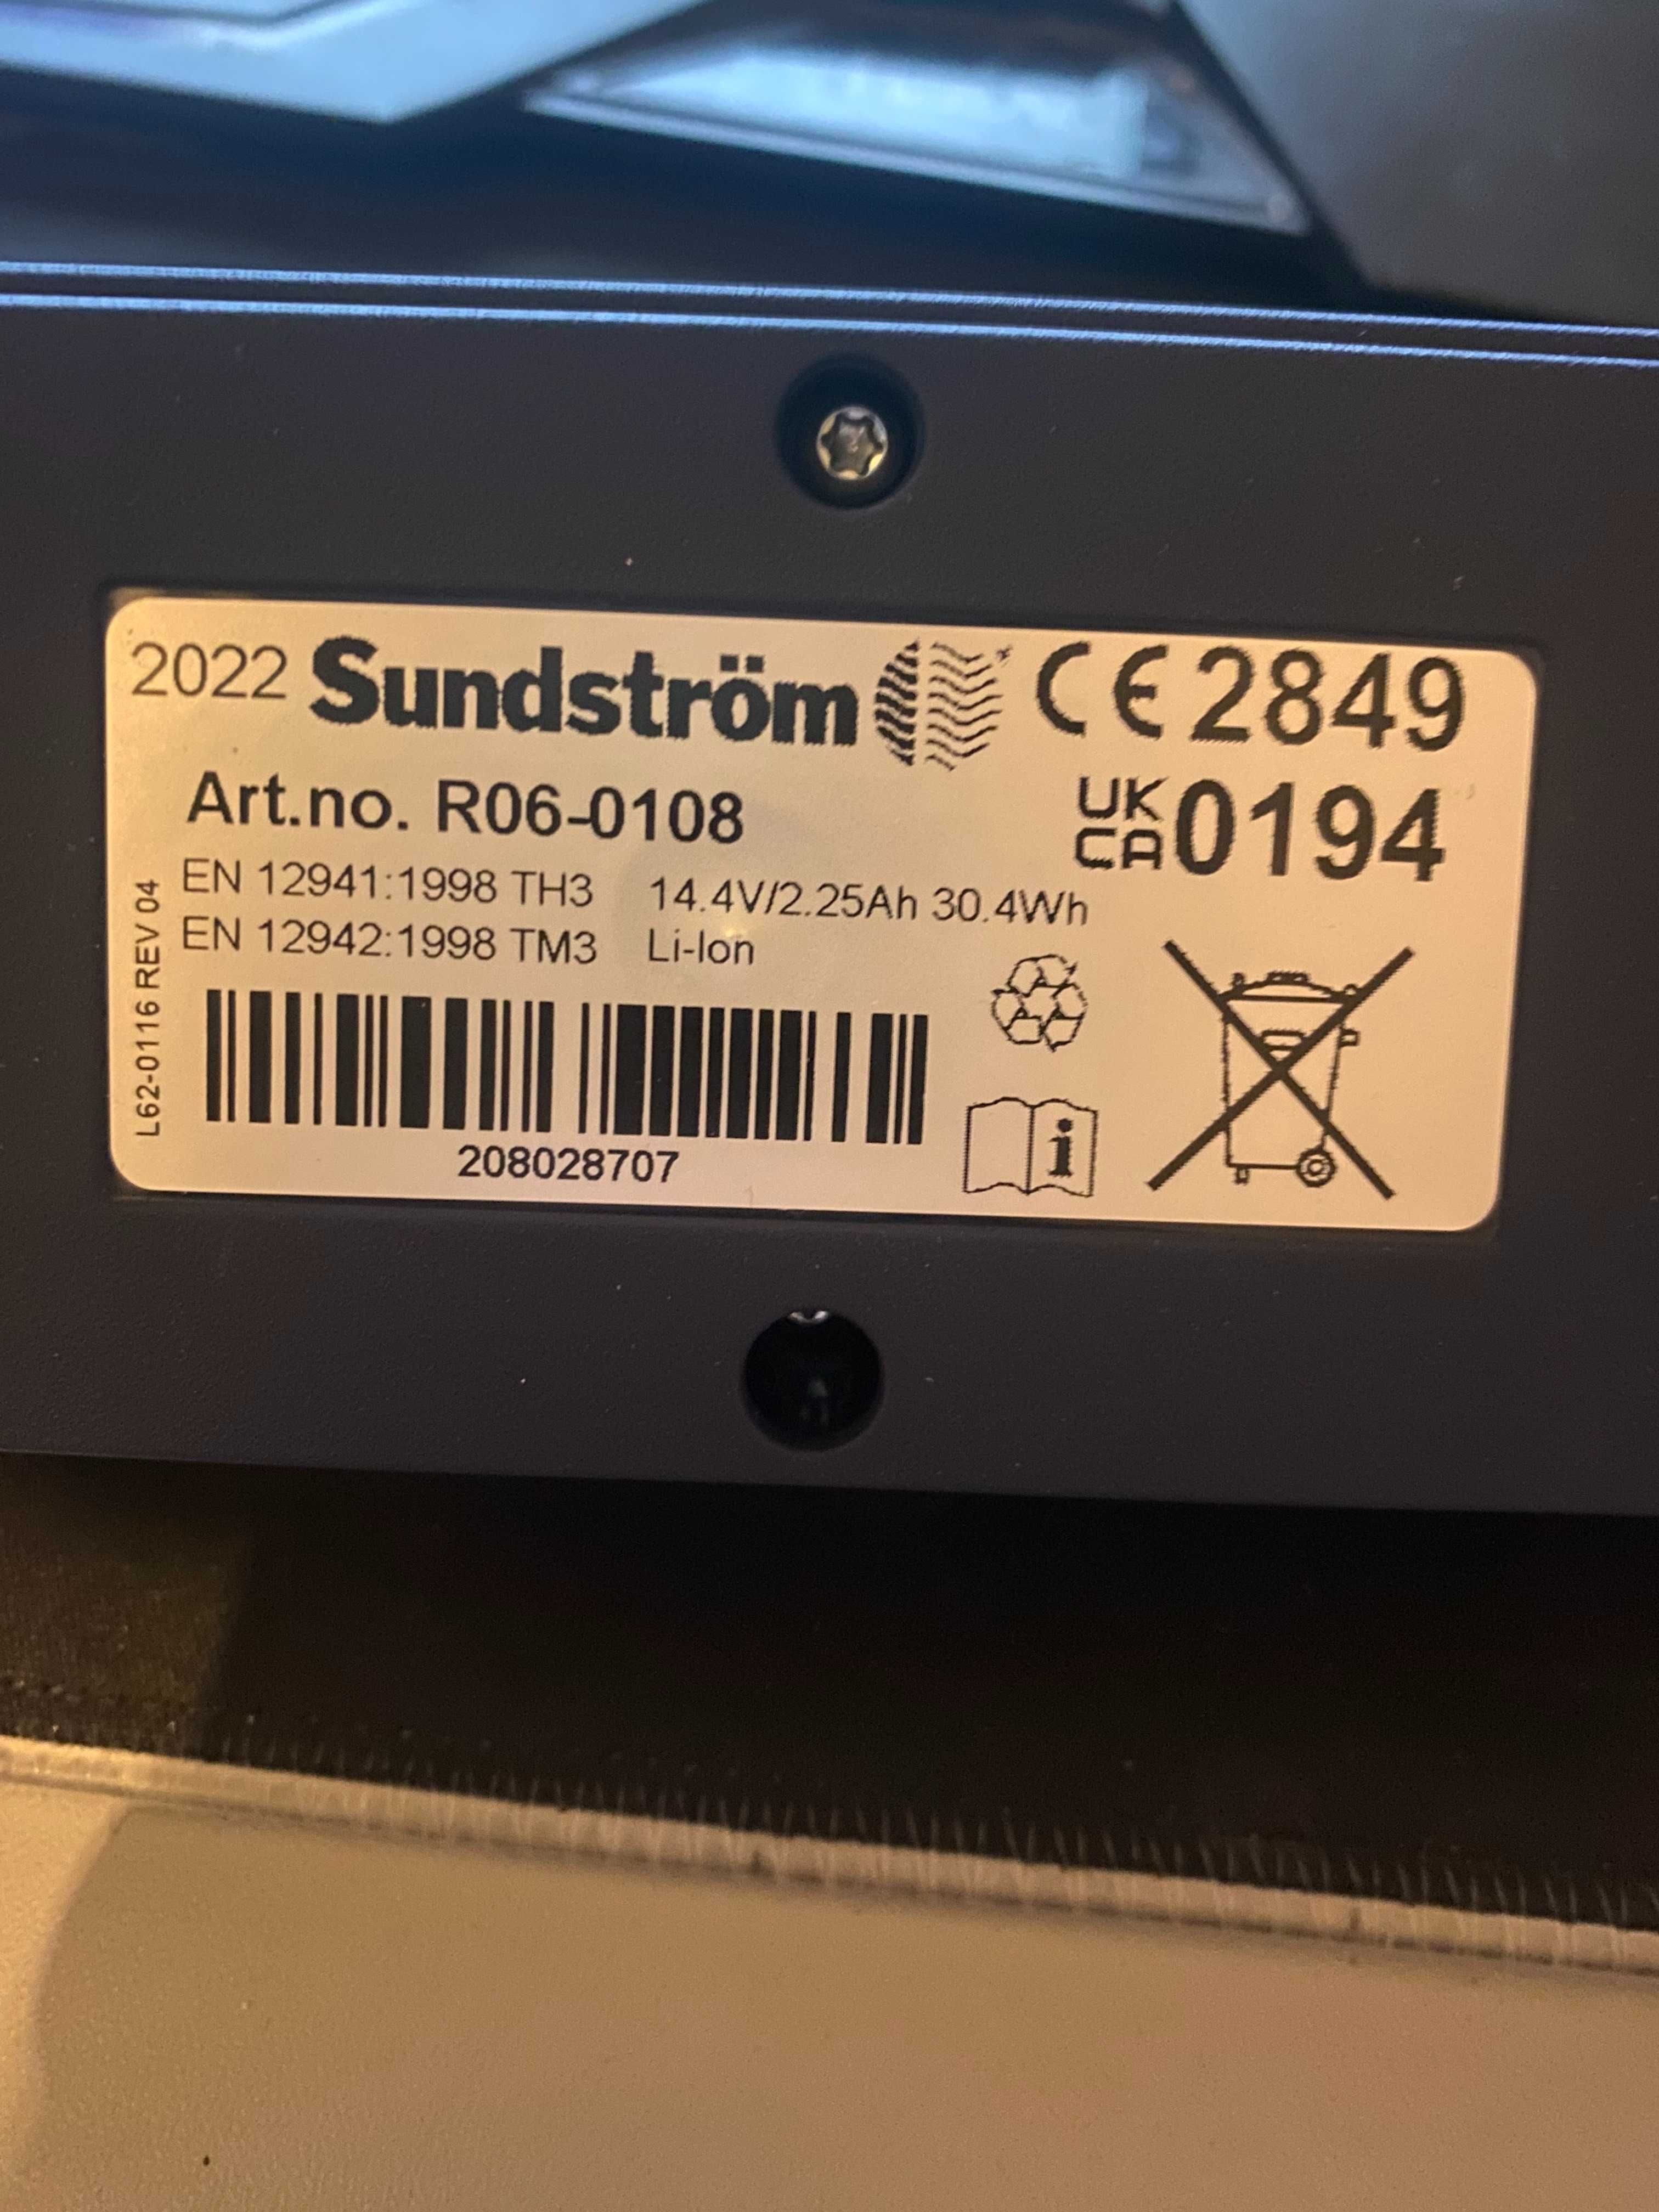 2022 Sundström CE 2849
Art.no. R06-0108
UK
CA 0194
EN 12941:1998 TH3 14.4V/2.25Ah 30.4Wh
EN 12942:1998 TM3 Li-Ion
L62-0116 REV 04
208028707
i